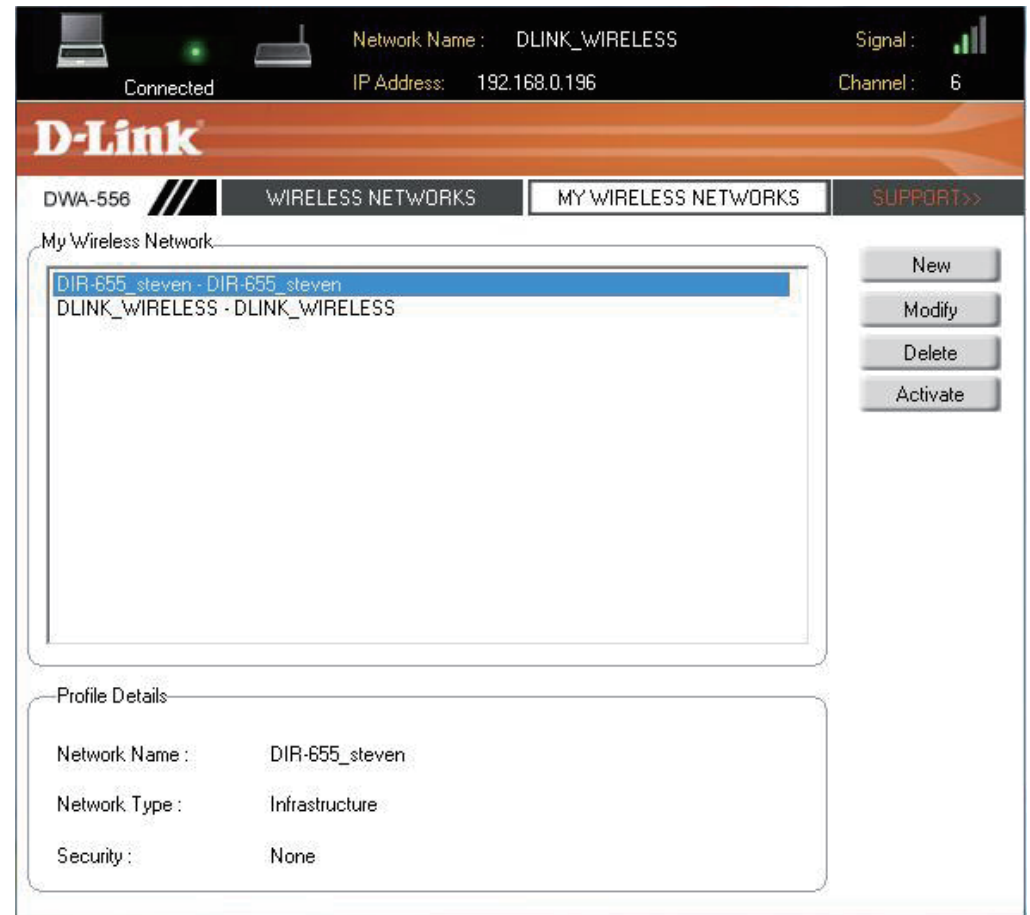 Network Name : DLINK_WIRELESS Signal :
Connected IP Address: 192.168.0.196 Channel : 6
D-Link
DWA-556 WIRELESS NETWORKS MY WIRELESS NETWORKS SUPPORT>>
My Wireless Network
DIR-655_steven - DIR-655_steven
DLINK_WIRELESS - DLINK_WIRELESS
New
Modify
Delete
Activate
Profile Details
Network Name : DIR-655_steven
Network Type : Infrastructure
Security : None